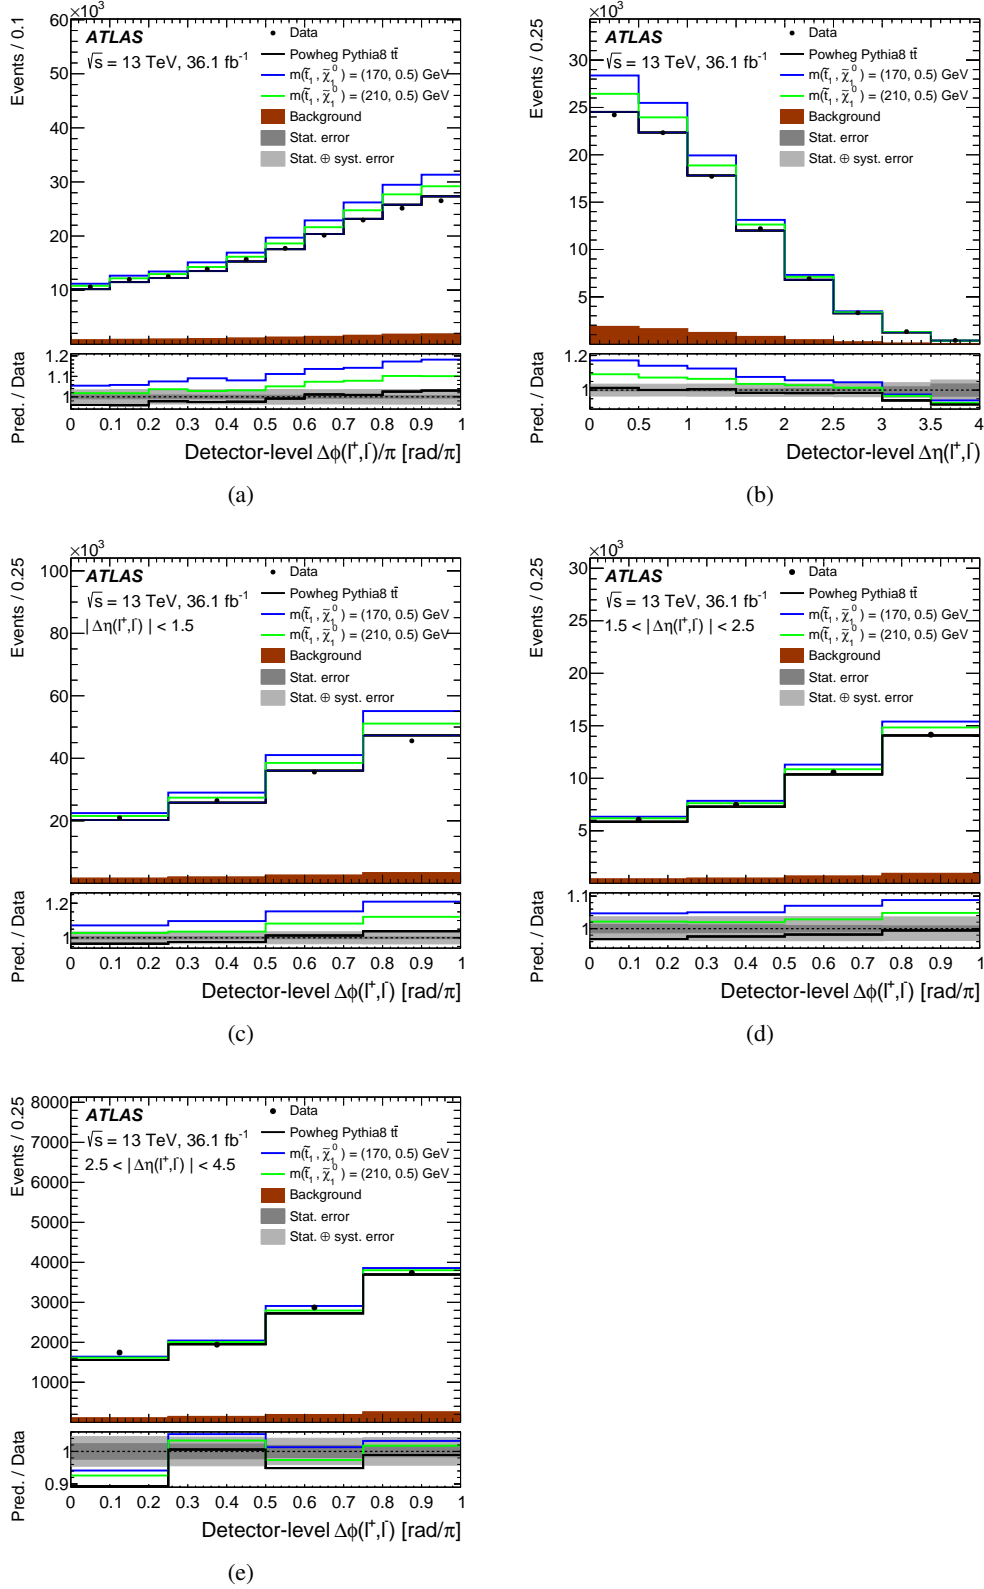 ×10³
Events / 0.1
60
50
40
30
20
10
ATLAS
√s = 13 TeV, 36.1 fb⁻¹
Data
Powheg Pythia8 tt̄
m(t̃₁, χ̃₁⁰) = (170, 0.5) GeV
m(t̃₁, χ̃₁⁰) = (210, 0.5) GeV
Background
Stat. error
Stat. ⊕ syst. error
Pred. / Data
1.2
1.1
1
0 0.1 0.2 0.3 0.4 0.5 0.6 0.7 0.8 0.9 1
Detector-level Δϕ(l⁺,l⁻)/π [rad/π]
(a)
×10³
Events / 0.25
30
25
20
15
10
5
ATLAS
√s = 13 TeV, 36.1 fb⁻¹
Data
Powheg Pythia8 tt̄
m(t̃₁, χ̃₁⁰) = (170, 0.5) GeV
m(t̃₁, χ̃₁⁰) = (210, 0.5) GeV
Background
Stat. error
Stat. ⊕ syst. error
Pred. / Data
1.2
1
0 0.5 1 1.5 2 2.5 3 3.5 4
Detector-level Δη(l⁺,l⁻)
(b)
×10³
Events / 0.25
100
80
60
40
20
ATLAS
√s = 13 TeV, 36.1 fb⁻¹
|Δη(l⁺,l⁻)| < 1.5
Data
Powheg Pythia8 tt̄
m(t̃₁, χ̃₁⁰) = (170, 0.5) GeV
m(t̃₁, χ̃₁⁰) = (210, 0.5) GeV
Background
Stat. error
Stat. ⊕ syst. error
Pred. / Data
1.2
1
0 0.1 0.2 0.3 0.4 0.5 0.6 0.7 0.8 0.9 1
Detector-level Δϕ(l⁺,l⁻) [rad/π]
(c)
×10³
Events / 0.25
30
25
20
15
10
5
ATLAS
√s = 13 TeV, 36.1 fb⁻¹
1.5 < |Δη(l⁺,l⁻)| < 2.5
Data
Powheg Pythia8 tt̄
m(t̃₁, χ̃₁⁰) = (170, 0.5) GeV
m(t̃₁, χ̃₁⁰) = (210, 0.5) GeV
Background
Stat. error
Stat. ⊕ syst. error
Pred. / Data
1.1
1
0 0.1 0.2 0.3 0.4 0.5 0.6 0.7 0.8 0.9 1
Detector-level Δϕ(l⁺,l⁻) [rad/π]
(d)
Events / 0.25
8000
7000
6000
5000
4000
3000
2000
1000
ATLAS
√s = 13 TeV, 36.1 fb⁻¹
2.5 < |Δη(l⁺,l⁻)| < 4.5
Data
Powheg Pythia8 tt̄
m(t̃₁, χ̃₁⁰) = (170, 0.5) GeV
m(t̃₁, χ̃₁⁰) = (210, 0.5) GeV
Background
Stat. error
Stat. ⊕ syst. error
Pred. / Data
1
0.9
0 0.1 0.2 0.3 0.4 0.5 0.6 0.7 0.8 0.9 1
Detector-level Δϕ(l⁺,l⁻) [rad/π]
(e)